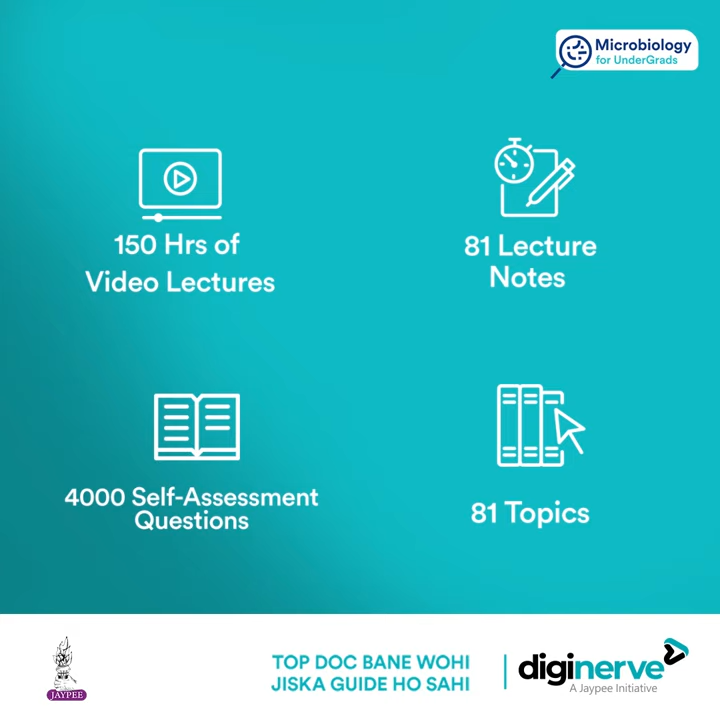 Microbiology
for UnderGrads
150 Hrs of
Video Lectures
81 Lecture
Notes
4000 Self-Assessment
Questions
81 Topics
JAYPEE
TOP DOC BANE WOHI
JISKA GUIDE HO SAHI
diginerve
A Jaypee Initiative